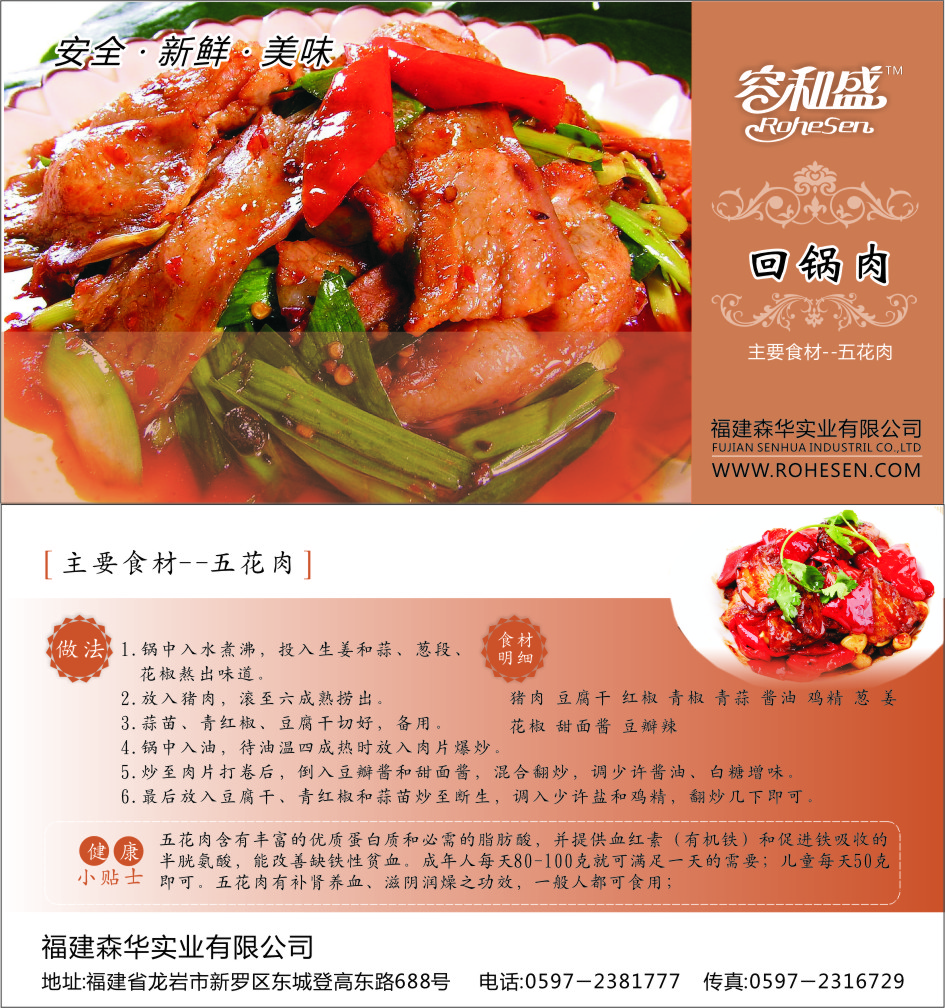 安全·新鲜·美味
容和盛™
RoheSen
回锅肉
主要食材--五花肉
福建森华实业有限公司
FUJIAN SENHUA INDUSTRIL CO.,LTD
WWW.ROHESEN.COM
[主要食材--五花肉]
做法
1.锅中入水煮沸，投入生姜和蒜、葱段、
花椒熬出味道。
2.放入猪肉，滚至六成熟捞出。
3.蒜苗、青红椒、豆腐干切好，备用。
4.锅中入油，待油温四成热时放入肉片爆炒。
5.炒至肉片打卷后，倒入豆瓣酱和甜面酱，混合翻炒，调少许酱油、白糖增味。
6.最后放入豆腐干、青红椒和蒜苗炒至断生，调入少许盐和鸡精，翻炒几下即可。
食材
明细
猪肉 豆腐干 红椒 青椒 青蒜 酱油 鸡精 葱 姜
花椒 甜面酱 豆瓣辣
健康
小贴士
五花肉含有丰富的优质蛋白质和必需的脂肪酸，并提供血红素（有机铁）和促进铁吸收的
半胱氨酸，能改善缺铁性贫血。成年人每天80-100克就可满足一天的需要；儿童每天50克
即可。五花肉有补肾养血、滋阴润燥之功效，一般人都可食用；
福建森华实业有限公司
地址:福建省龙岩市新罗区东城登高东路688号 电话:0597-2381777 传真:0597-2316729